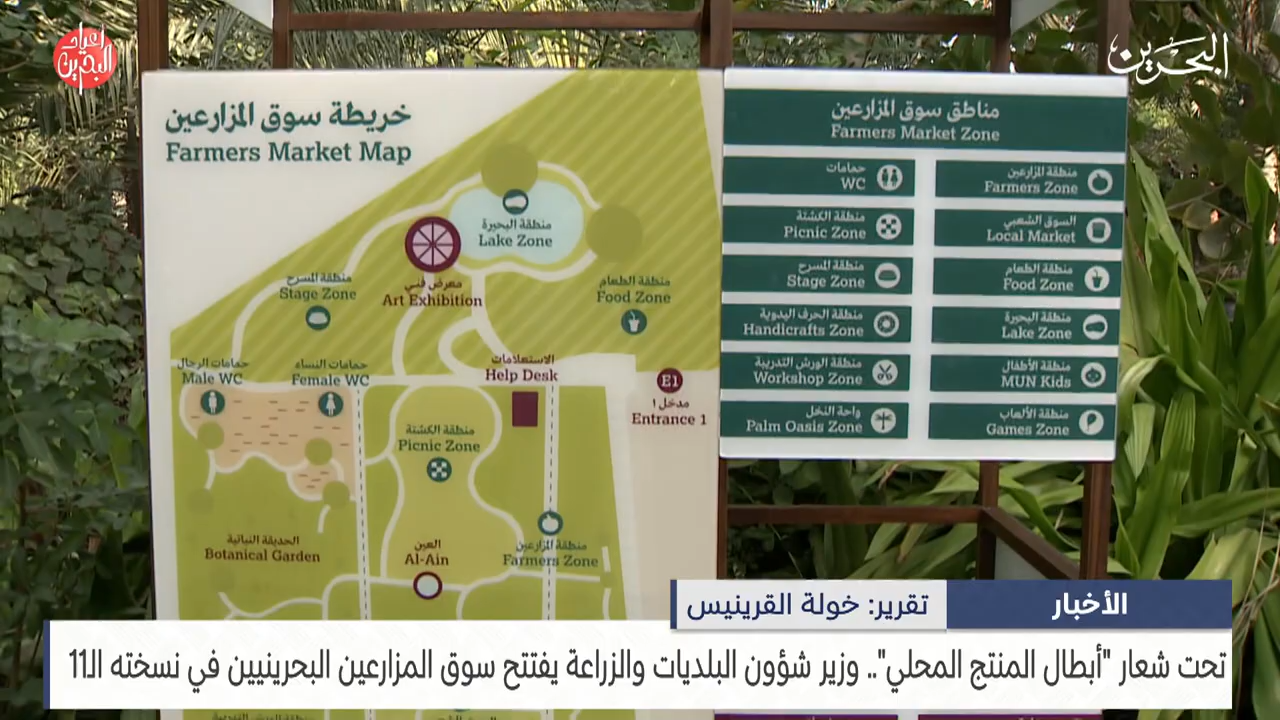 أعياد
البحرين
البحرين
خريطة سوق المزارعين
Farmers Market Map
منطقة البحيرة
Lake Zone
معرض فني
Art Exhibition
منطقة المسرح
Stage Zone
منطقة الطعام
Food Zone
حمامات الرجال
Male WC
حمامات النساء
Female WC
الاستعلامات
Help Desk
E1
مدخل ١
Entrance 1
منطقة الكشتة
Picnic Zone
الحديقة النباتية
Botanical Garden
العين
Al-Ain
منطقة المزارعين
Farmers Zone
مناطق سوق المزارعين
Farmers Market Zone
منطقة المزارعين
Farmers Zone
السوق الشعبي
Local Market
منطقة الطعام
Food Zone
منطقة البحيرة
Lake Zone
منطقة الأطفال
MUN Kids
منطقة الألعاب
Games Zone
حمامات
WC
منطقة الكشتة
Picnic Zone
منطقة المسرح
Stage Zone
منطقة الحرف اليدوية
Handicrafts Zone
منطقة الورش التدريبية
Workshop Zone
واحة النخل
Palm Oasis Zone
الأخبار
تقرير: خولة القرينيس
تحت شعار "أبطال المنتج المحلي".. وزير شؤون البلديات والزراعة يفتتح سوق المزارعين البحرينيين في نسخته الـ11